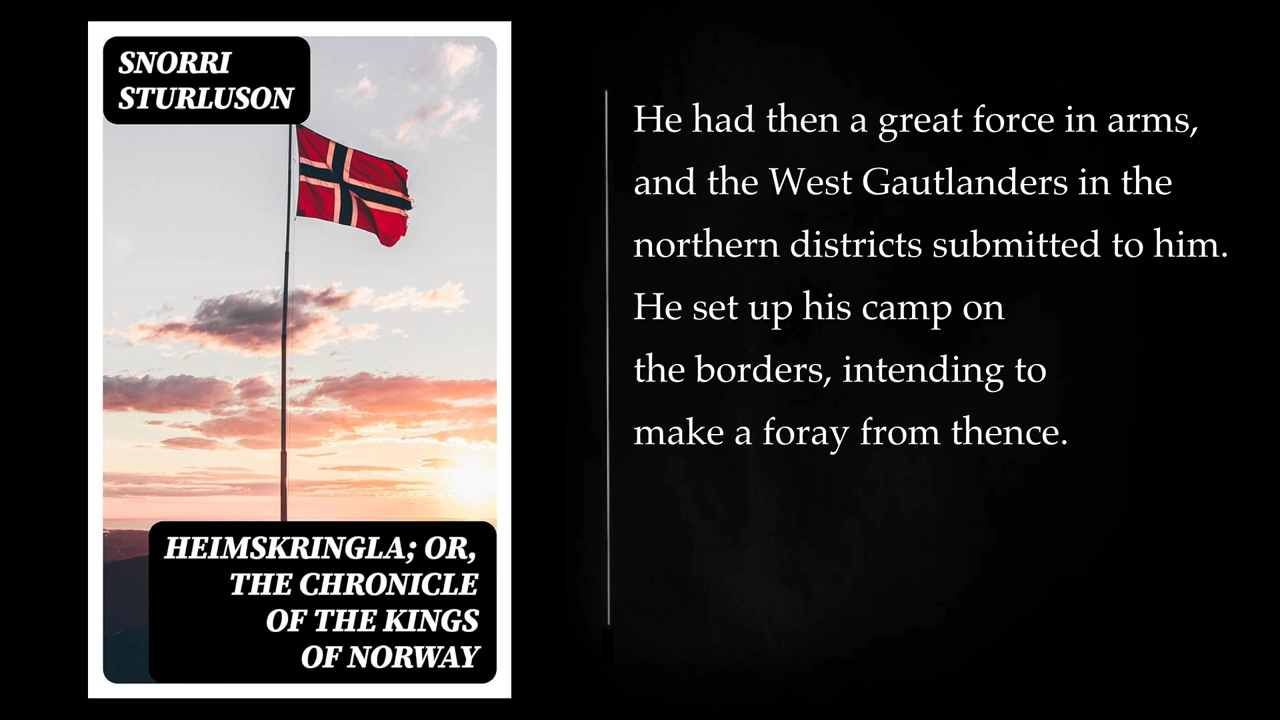 SNORRI
STURLUSON
HEIMSKRINGLA; OR,
THE CHRONICLE
OF THE KINGS
OF NORWAY
He had then a great force in arms,
and the West Gautlanders in the
northern districts submitted to him.
He set up his camp on
the borders, intending to
make a foray from thence.